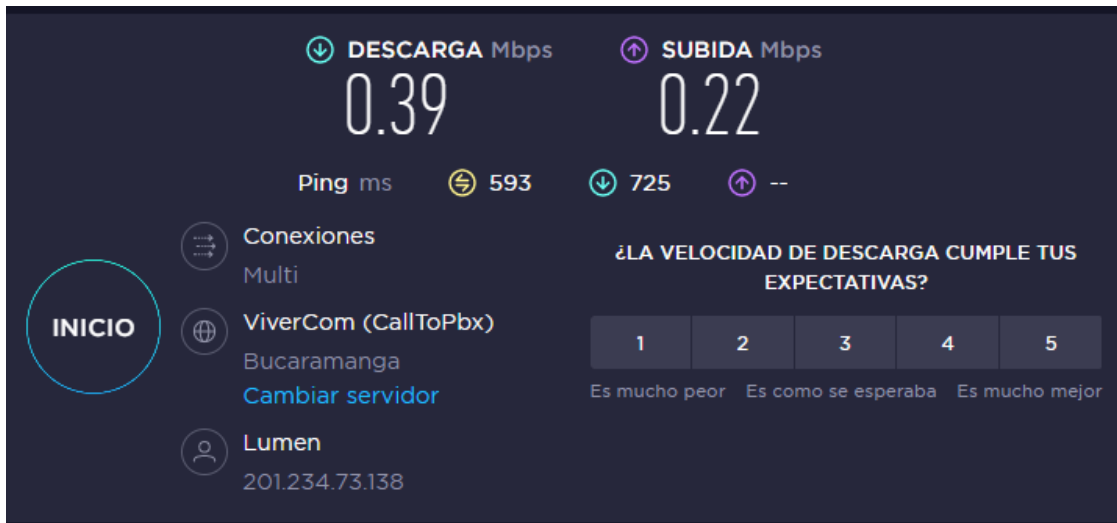 DESCARGA Mbps
0.39
SUBIDA Mbps
0.22
Ping ms 593 725 --
INICIO
Conexiones
Multi
ViverCom (CallToPbx)
Bucaramanga
Cambiar servidor
Lumen
201.234.73.138
¿LA VELOCIDAD DE DESCARGA CUMPLE TUS
EXPECTATIVAS?
1 2 3 4 5
Es mucho peor Es como se esperaba Es mucho mejor